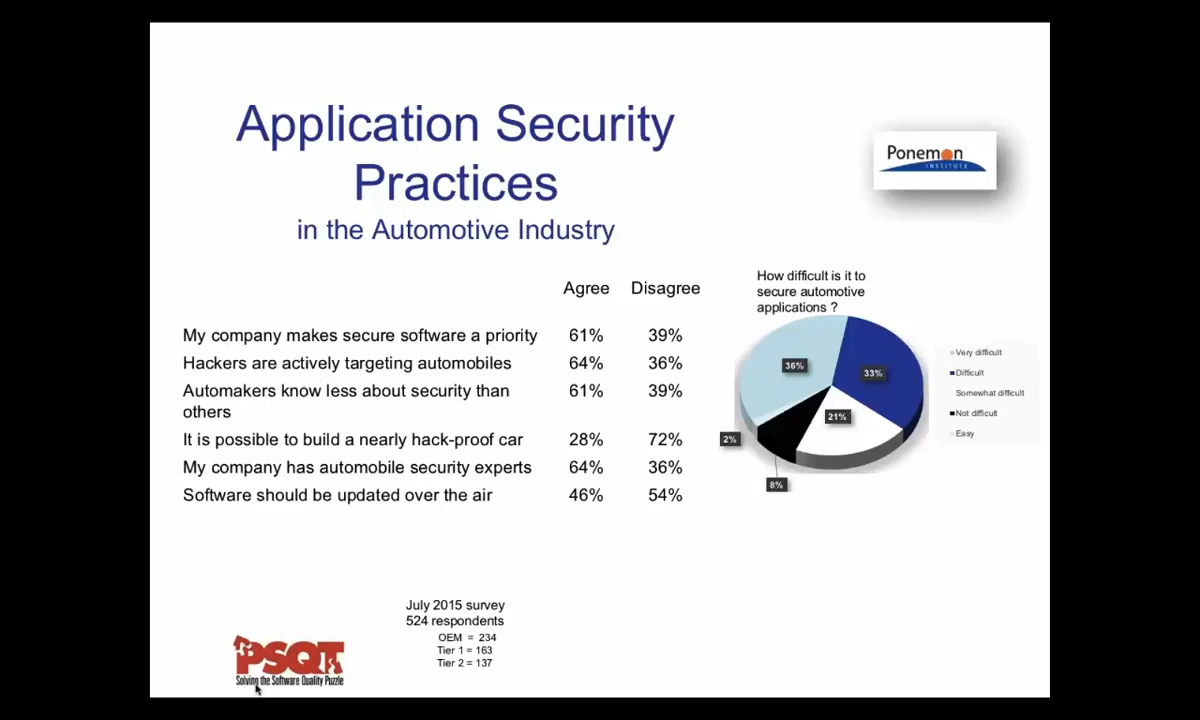 Application Security
Practices
in the Automotive Industry
Ponemon
INSTITUTE
Agree Disagree
My company makes secure software a priority 61% 39%
Hackers are actively targeting automobiles 64% 36%
Automakers know less about security than 61% 39%
others
It is possible to build a nearly hack-proof car 28% 72%
My company has automobile security experts 64% 36%
Software should be updated over the air 46% 54%
How difficult is it to
secure automotive
applications ?
36%
33%
21%
2%
8%
Very difficult
Difficult
Somewhat difficult
Not difficult
Easy
July 2015 survey
524 respondents
OEM = 234
Tier 1 = 163
Tier 2 = 137
PSQT
Solving the Software Quality Puzzle